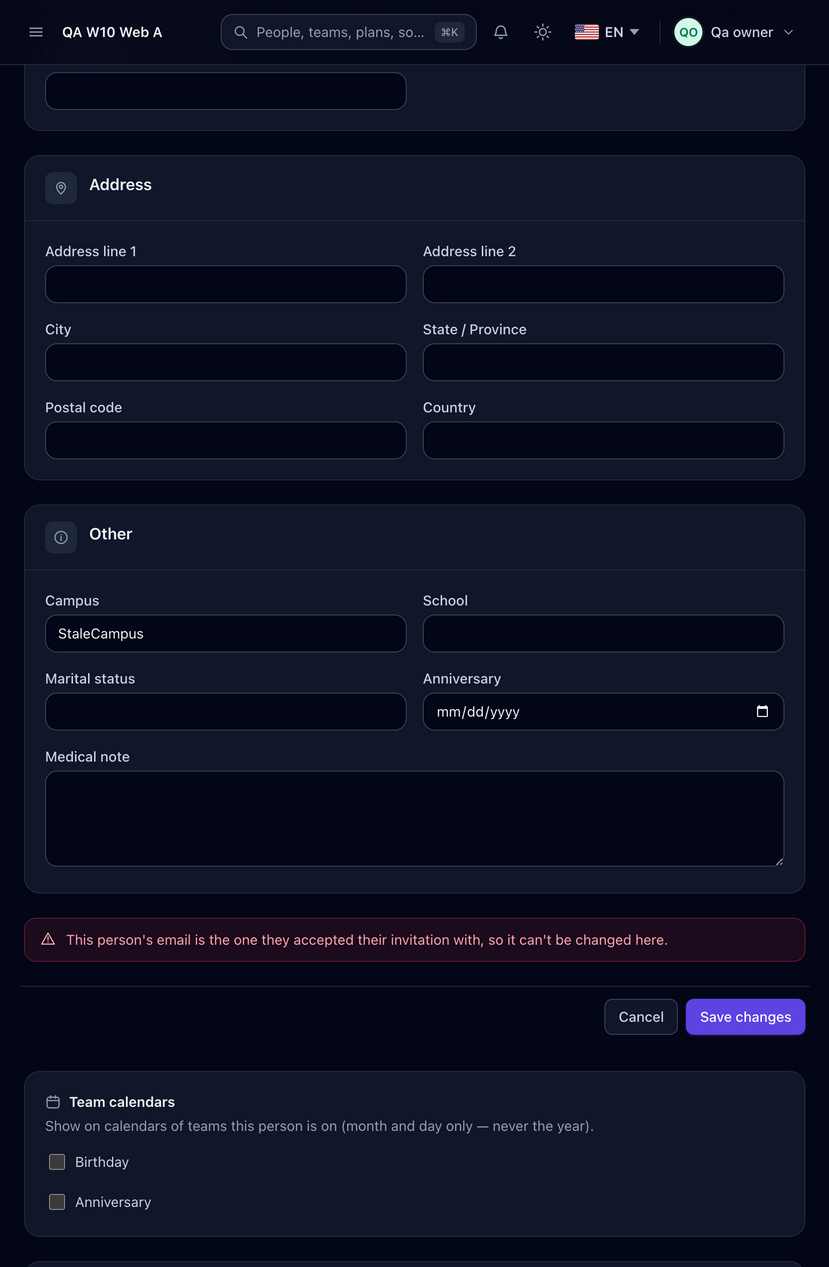 QA W10 Web A
People, teams, plans, so...
⌘K
EN
QO
Qa owner
Address
Address line 1
Address line 2
City
State / Province
Postal code
Country
Other
Campus
School
StaleCampus
Marital status
Anniversary
mm/dd/yyyy
Medical note
This person's email is the one they accepted their invitation with, so it can't be changed here.
Cancel
Save changes
Team calendars
Show on calendars of teams this person is on (month and day only — never the year).
Birthday
Anniversary